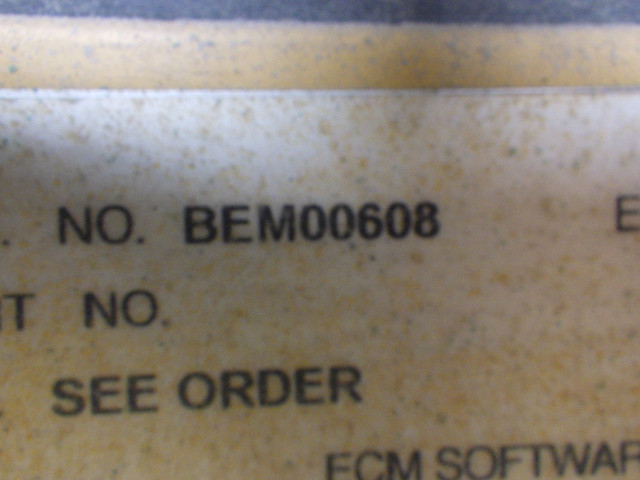 . NO. BEM00608 E
NO.
SEE ORDER
ECM SOFTWAR